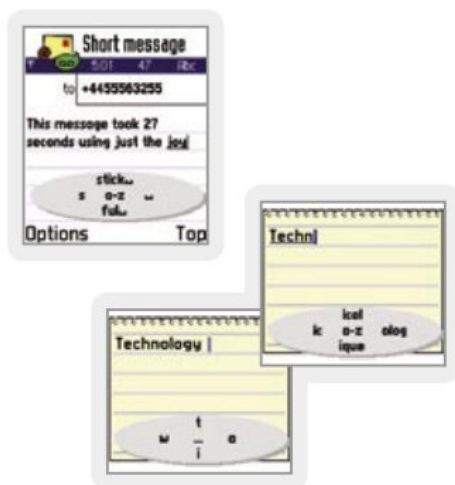 Short message
501 47 Abc
to +4455563255
This message took 27
seconds using just the joy
stick␣
s a-z ␣
ful␣
Options Top
Techn
ical
ic a-z olog
ique
Technology
t
w _ a
i